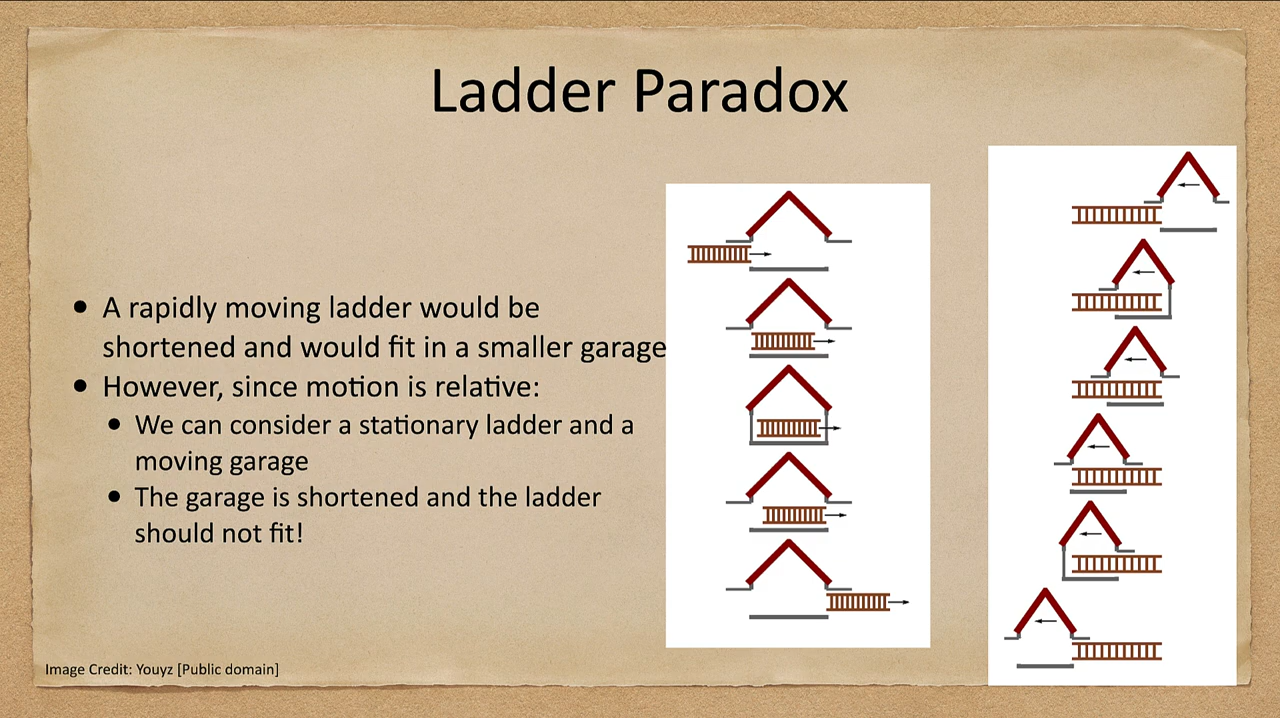 Ladder Paradox
• A rapidly moving ladder would be
shortened and would fit in a smaller garage
• However, since motion is relative:
• We can consider a stationary ladder and a
moving garage
• The garage is shortened and the ladder
should not fit!
Image Credit: Youyz [Public domain]